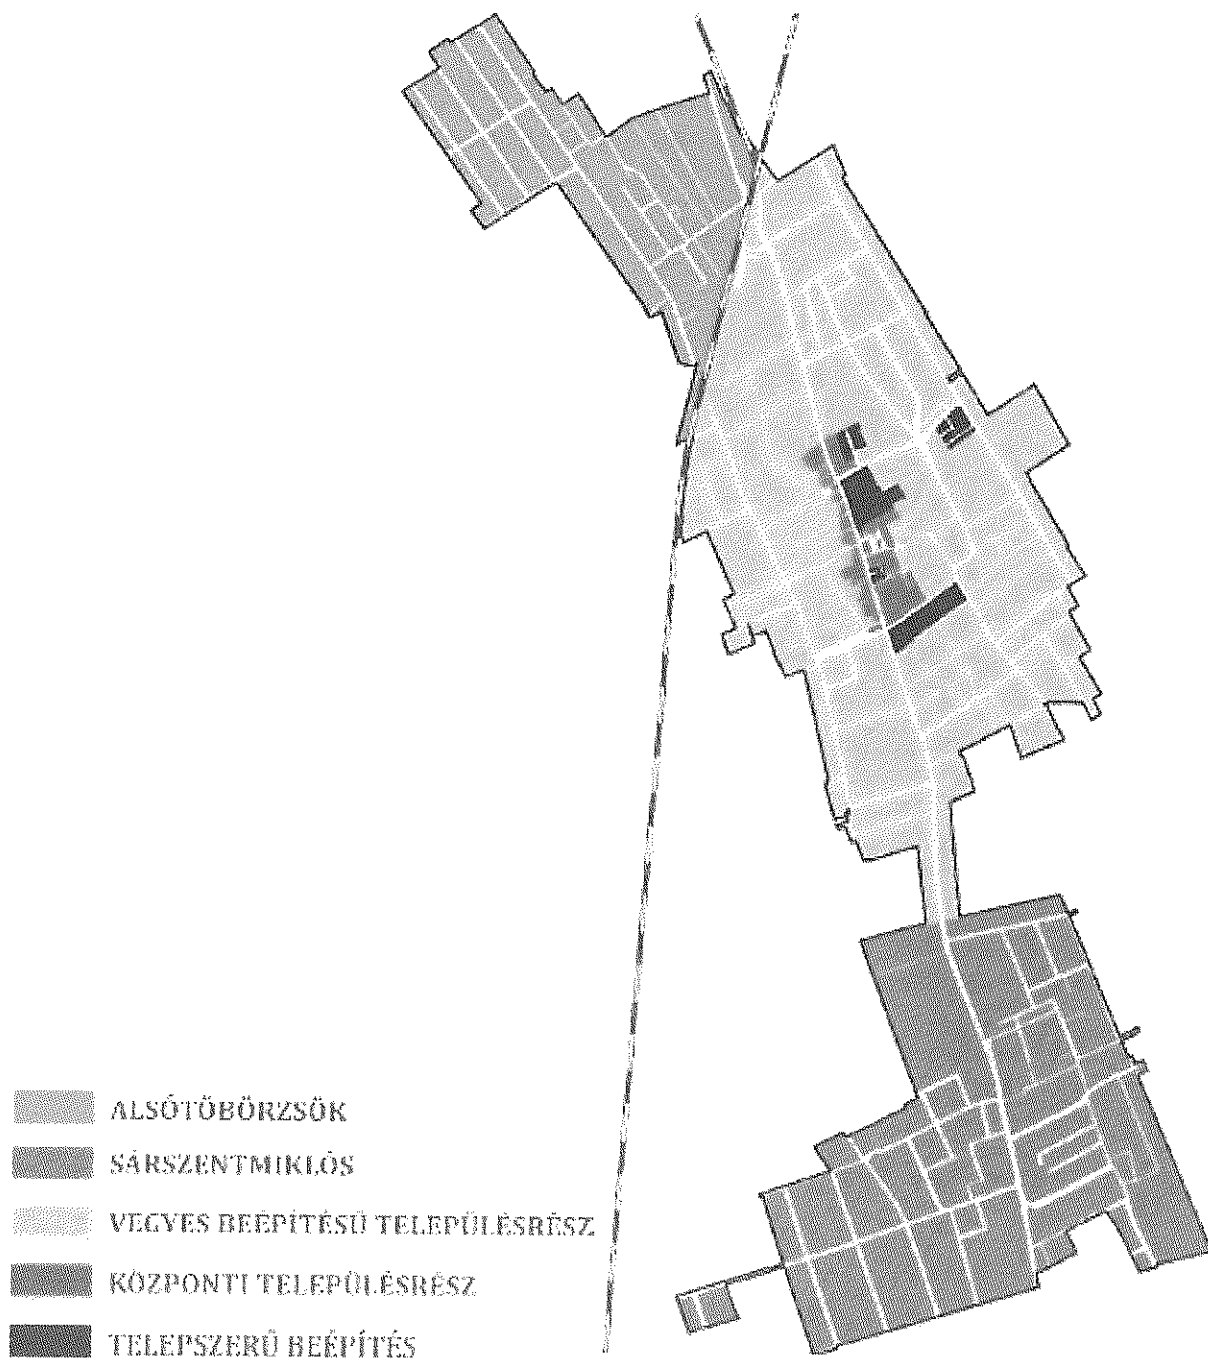 ALSÓTÖBÖRZSÖK
SÁRSZENTMIKLÓS
VEGYES BEÉPÍTÉSŰ TELEPÜLÉSRÉSZ
KÖZPONTI TELEPÜLÉSRÉSZ
TELEPSZERŰ BEÉPÍTÉS